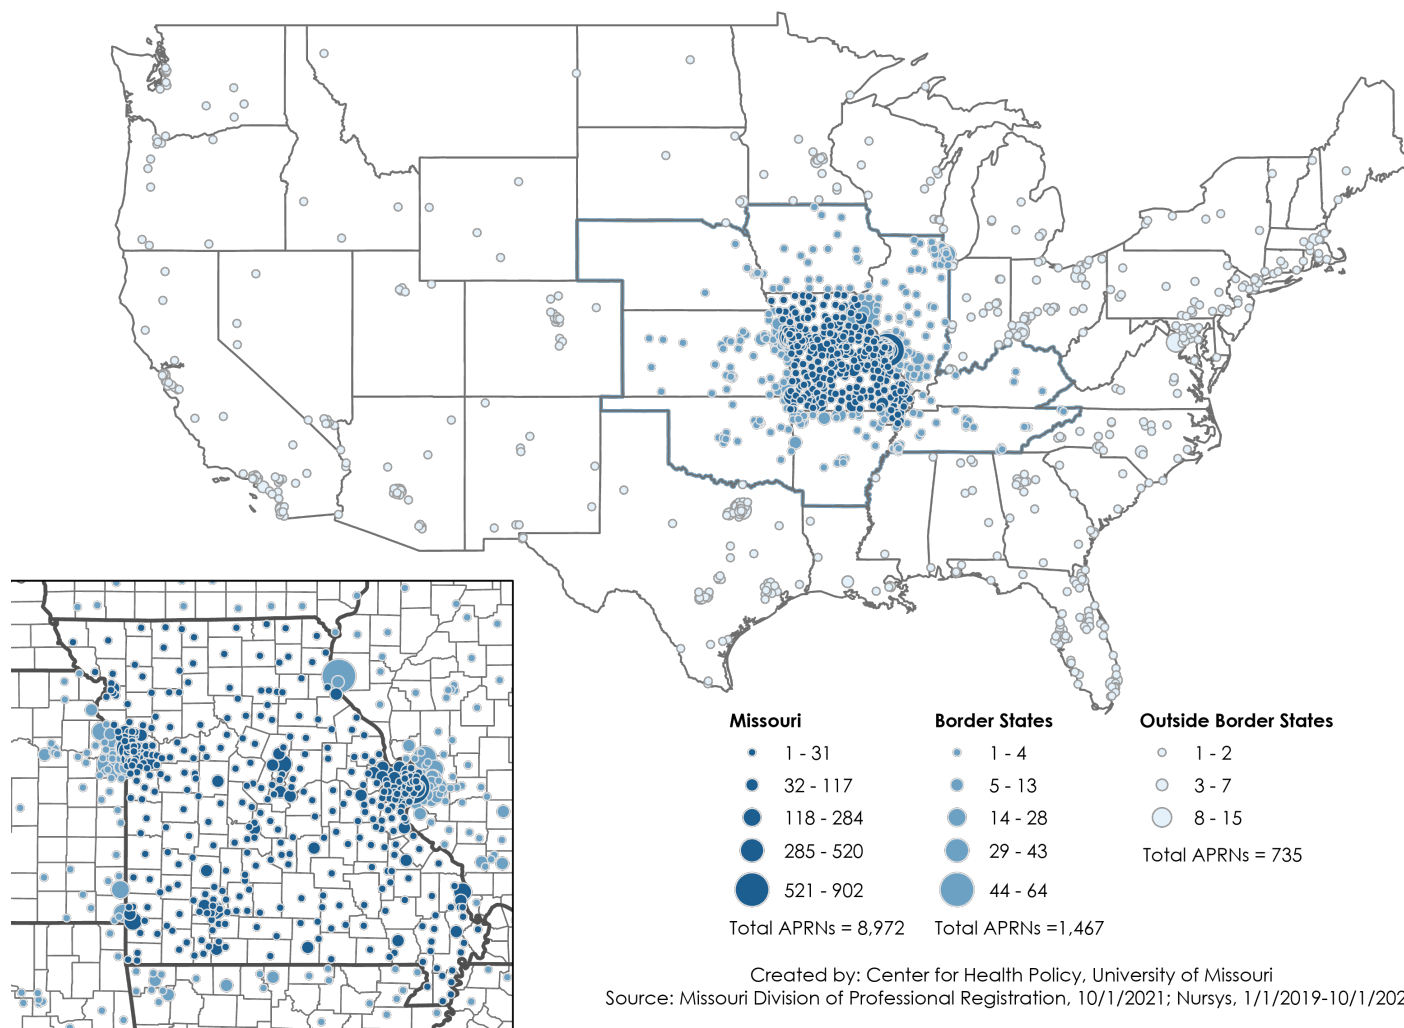 Missouri
1 - 31
32 - 117
118 - 284
285 - 520
521 - 902
Total APRNs = 8,972
Border States
1 - 4
5 - 13
14 - 28
29 - 43
44 - 64
Total APRNs =1,467
Outside Border States
1 - 2
3 - 7
8 - 15
Total APRNs = 735
Created by: Center for Health Policy, University of Missouri
Source: Missouri Division of Professional Registration, 10/1/2021; Nursys, 1/1/2019-10/1/202